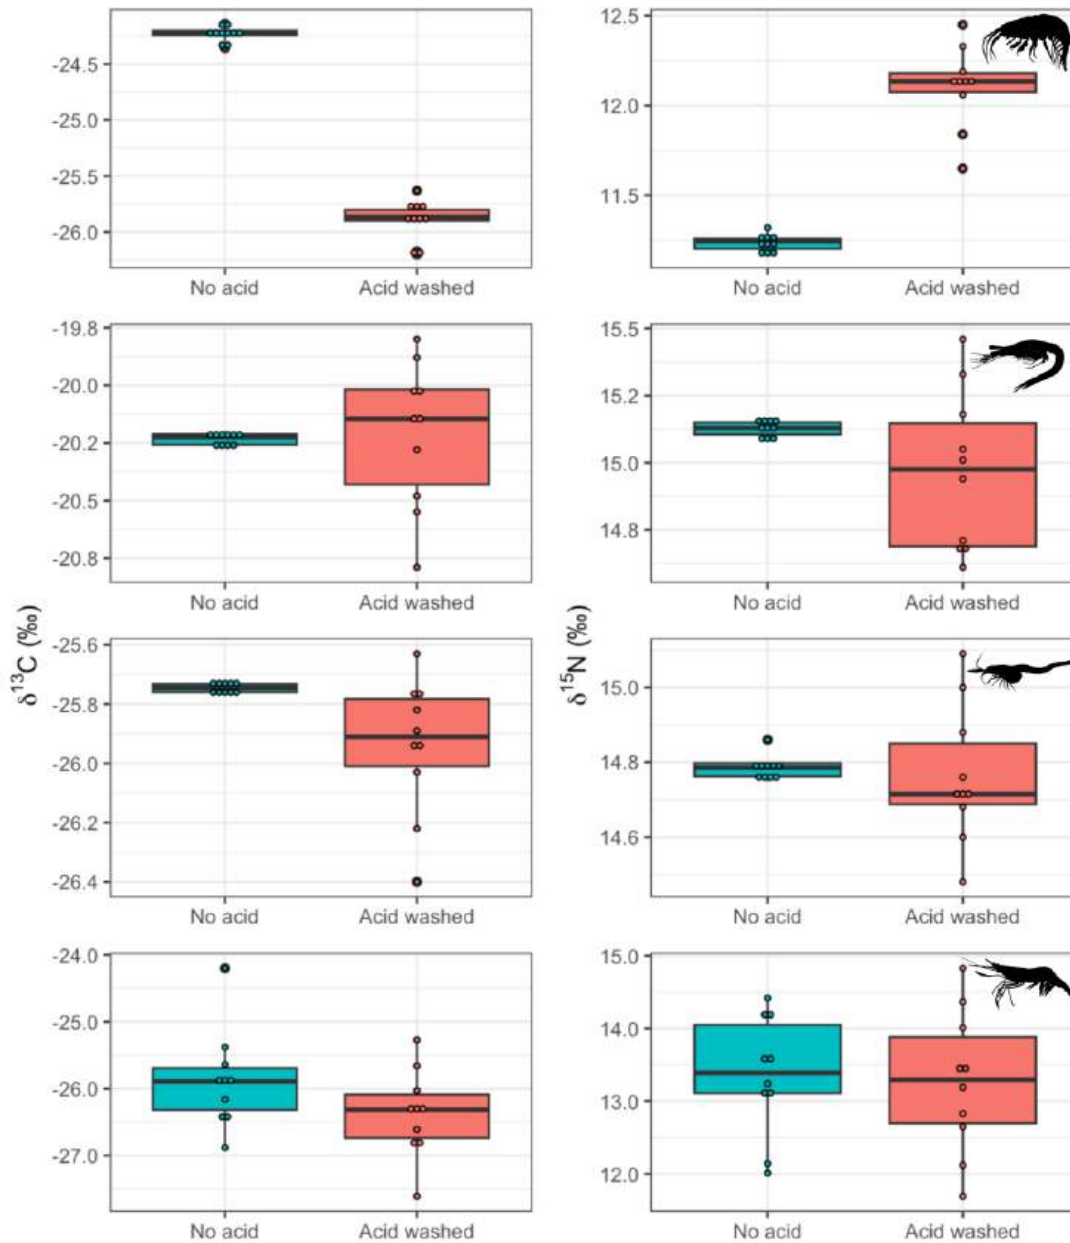 -24.5
-25.0
-25.5
-26.0
No acid
Acid washed
12.5
12.0
11.5
No acid
Acid washed
-19.8
-20.0
-20.2
-20.5
-20.8
No acid
Acid washed
15.5
15.2
15.0
14.8
No acid
Acid washed
δ13C (‰)
δ15N (‰)
-25.6
-25.8
-26.0
-26.2
-26.4
No acid
Acid washed
15.0
14.8
14.6
No acid
Acid washed
-24.0
-25.0
-26.0
-27.0
No acid
Acid washed
15.0
14.0
13.0
12.0
No acid
Acid washed